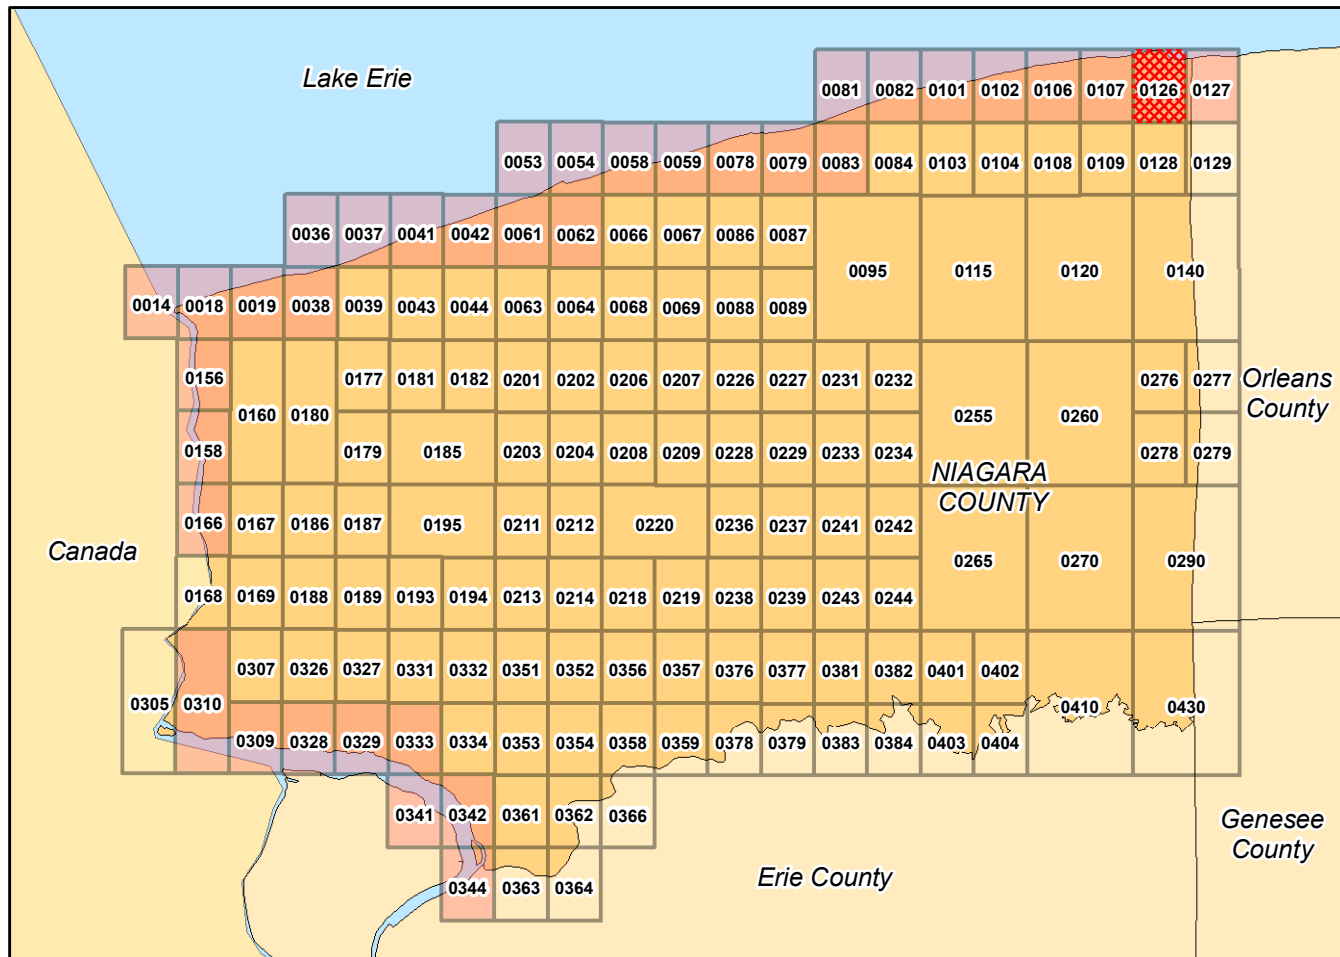 Lake Erie
0081 0082 0101 0102 0106 0107 0126 0127
0053 0054 0058 0059 0078 0079 0083 0084 0103 0104 0108 0109 0128 0129
0036 0037 0041 0042 0061 0062 0066 0067 0086 0087
0095 0115 0120 0140
0014 0018 0019 0038 0039 0043 0044 0063 0064 0068 0069 0088 0089
0156 0177 0181 0182 0201 0202 0206 0207 0226 0227 0231 0232 0276 0277
Orleans
County
0160 0180 0255 0260
0158 0179 0185 0203 0204 0208 0209 0228 0229 0233 0234 0278 0279
NIAGARA
COUNTY
0166 0167 0186 0187 0195 0211 0212 0220 0236 0237 0241 0242
Canada
0265 0270 0290
0168 0169 0188 0189 0193 0194 0213 0214 0218 0219 0238 0239 0243 0244
0307 0326 0327 0331 0332 0351 0352 0356 0357 0376 0377 0381 0382 0401 0402
0305 0310 0410 0430
0309 0328 0329 0333 0334 0353 0354 0358 0359 0378 0379 0383 0384 0403 0404
0341 0342 0361 0362 0366
Genesee
County
Erie County
0344 0363 0364